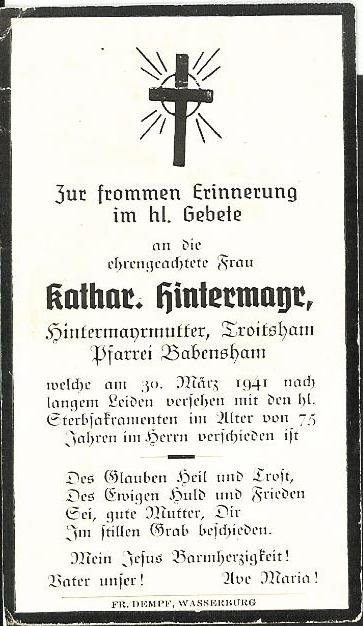 Zur frommen Erinnerung
im hl. Gebete
an die
ehrengeachtete Frau
Kathar. Hintermayr,
Hintermayrmutter, Troitsham
Pfarrei Babensham
welche am 30. März 1941 nach
langem Leiden versehen mit den hl.
Sterbsakramenten im Alter von 75
Jahren im Herrn verschieden ist
Des Glauben Heil und Trost,
Des Ewigen Huld und Frieden
Sei, gute Mutter, Dir
Im stillen Grab beschieden.
Mein Jesus Barmherzigkeit!
Vater unser! Ave Maria!
FR. DEMPF, WASSERBURG